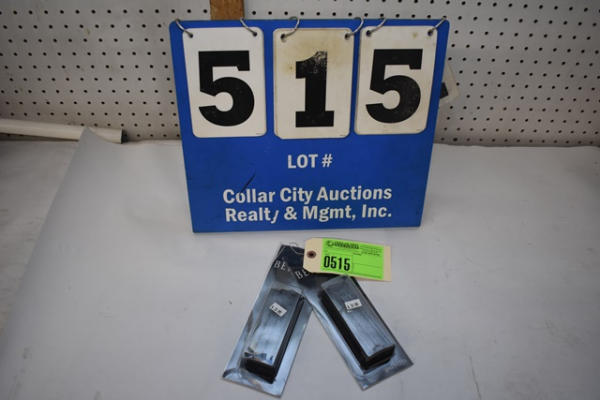 515
LOT #
Collar City Auctions
Realty & Mgmt, Inc.
0515